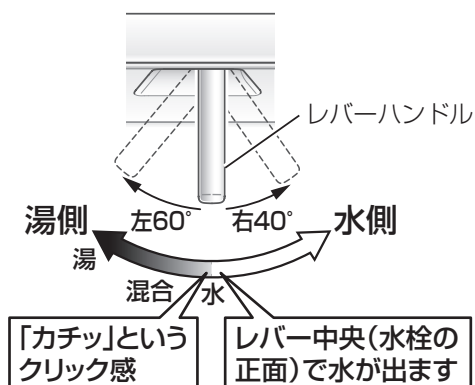 レバーハンドル
湯側
左60°
右40°
水側
湯
混合
水
「カチッ」という
クリック感
レバー中央（水栓の
正面）で水が出ます